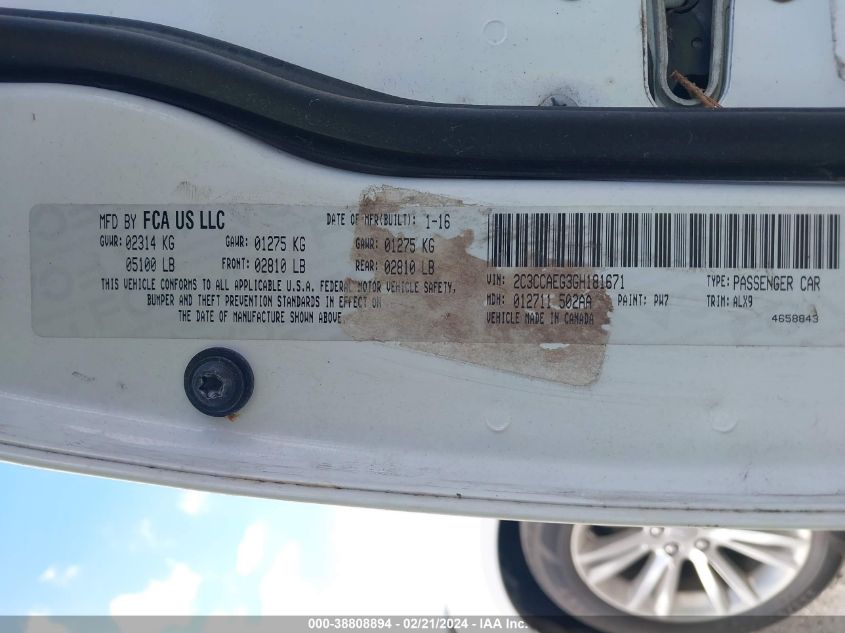 MFD BY FCA US LLC
DATE OF MFR(BUILT): 1-16
GVWR: 02314 KG GAWR: 01275 KG GAWR: 01275 KG
05100 LB FRONT: 02810 LB REAR: 02810 LB
THIS VEHICLE CONFORMS TO ALL APPLICABLE U.S.A. FEDERAL MOTOR VEHICLE SAFETY,
BUMPER AND THEFT PREVENTION STANDARDS IN EFFECT ON
THE DATE OF MANUFACTURE SHOWN ABOVE.
VIN: 2C3CCAEG3GH181671 TYPE: PASSENGER CAR
MDH: 012711 502AA PAINT: PW7 TRIM: ALX9
VEHICLE MADE IN CANADA 4658843
000-38808894 - 02/21/2024 - IAA Inc.